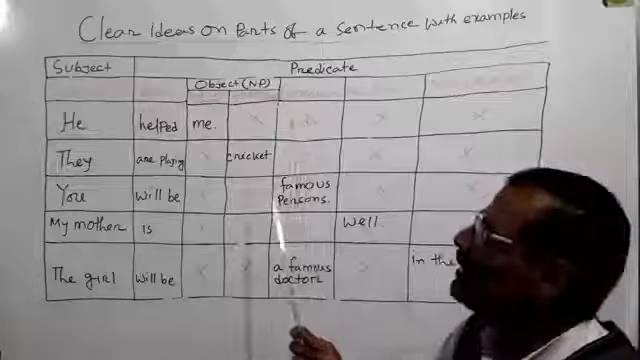 Clear Ideas on Parts of a Sentence with examples
Subject Predicate
Object (NP)
He helped me. X X X X
They are playing X cricket X X
You will be X famous X X
Persons.
My mother is X Well
The girl will be X X a famous X in the
doctor